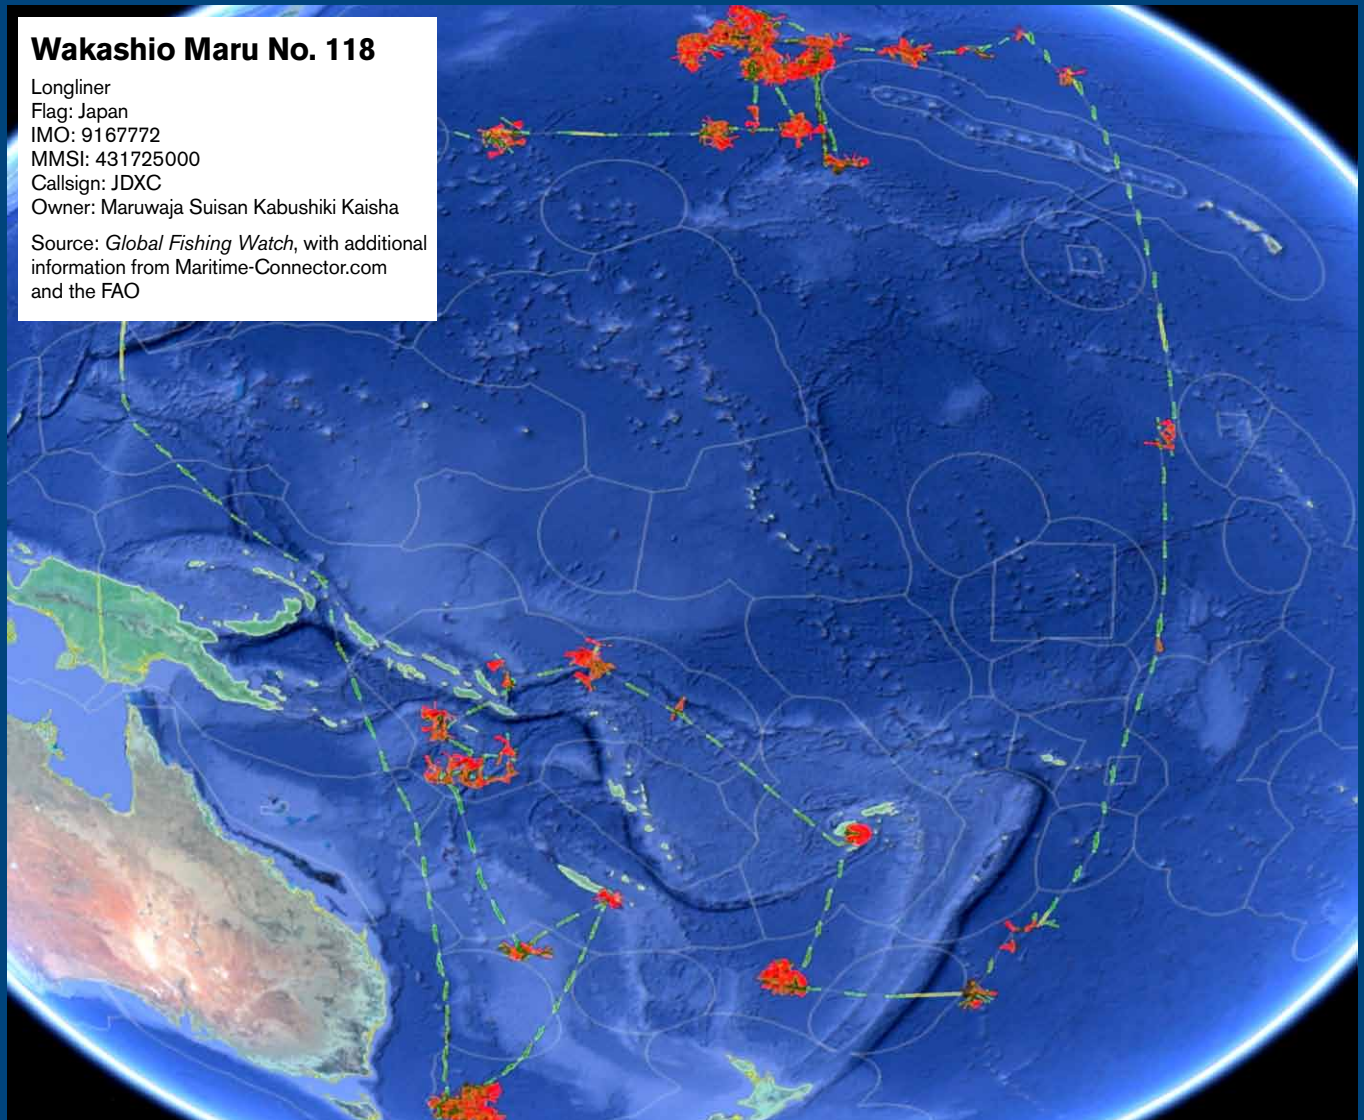 Wakashio Maru No. 118
Longliner
Flag: Japan
IMO: 9167772
MMSI: 431725000
Callsign: JDXC
Owner: Maruwaja Suisan Kabushiki Kaisha
Source: Global Fishing Watch, with additional
information from Maritime-Connector.com
and the FAO